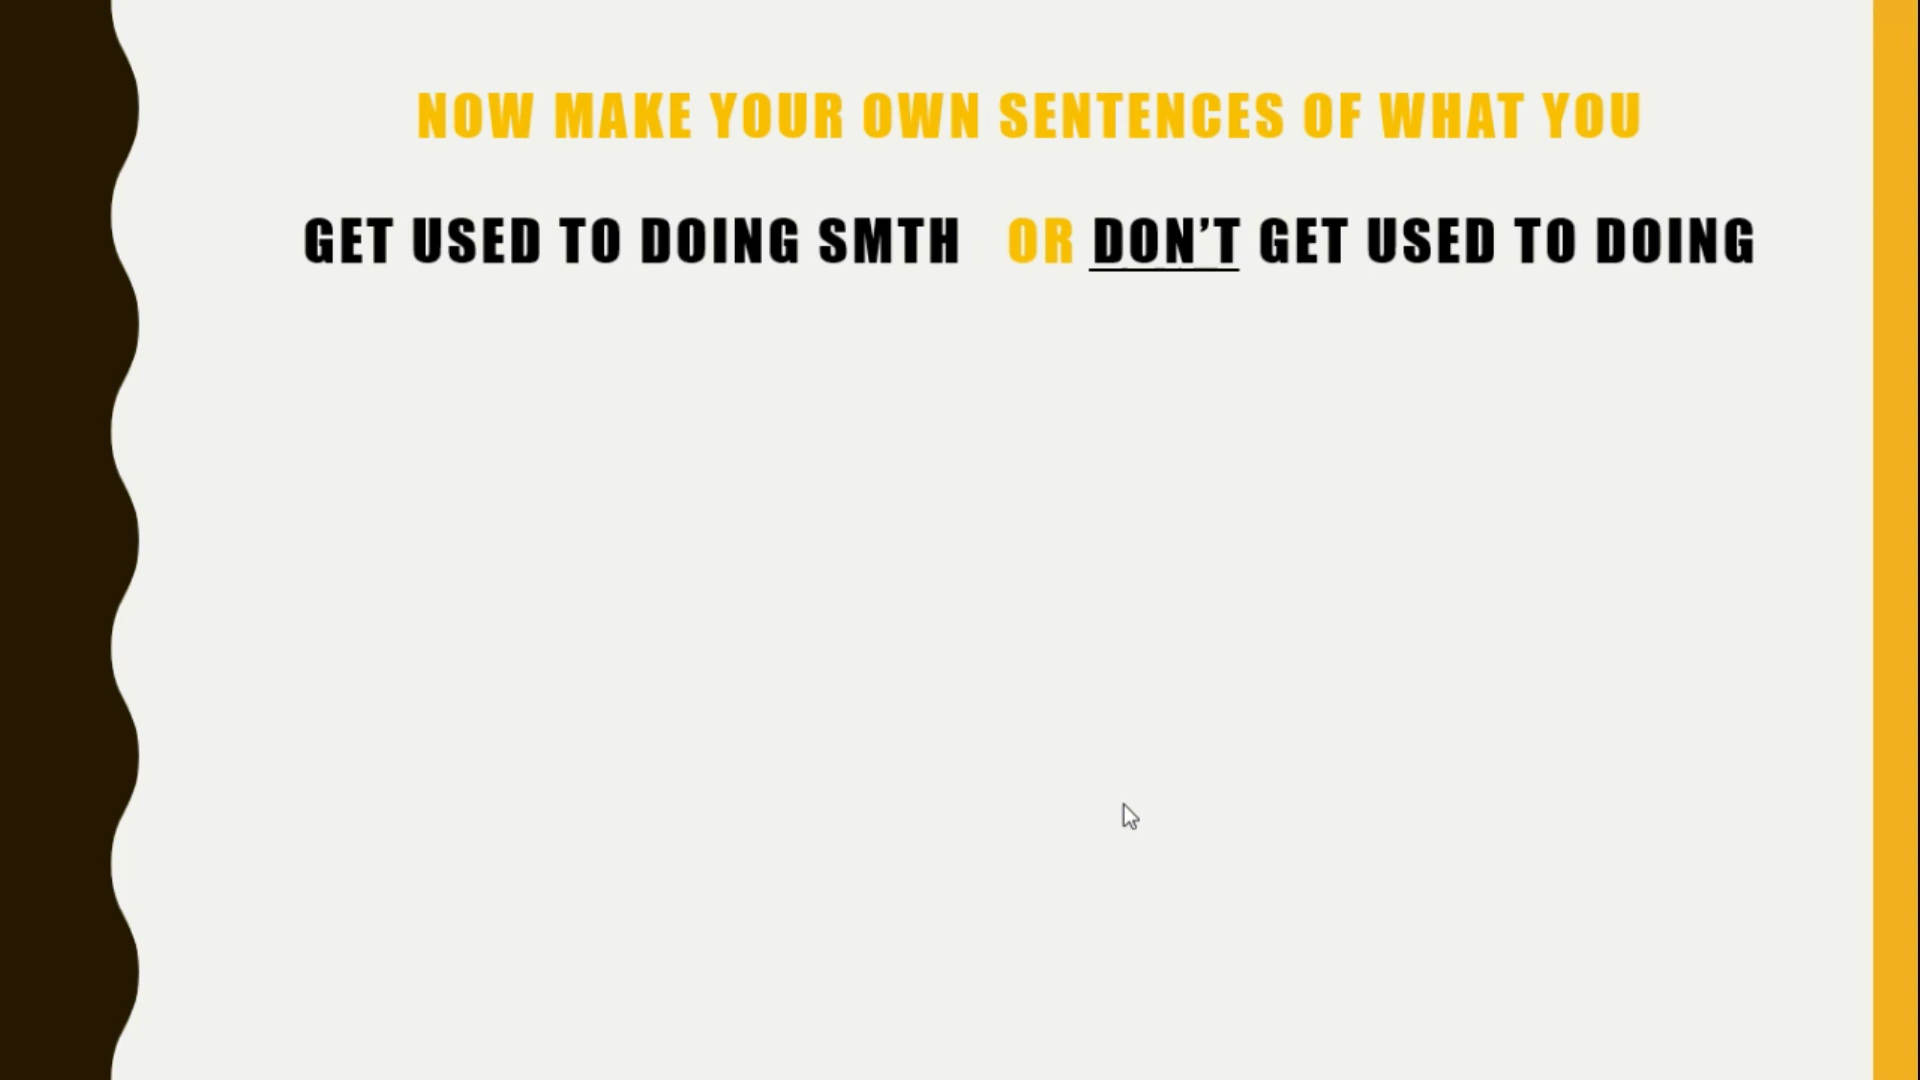 NOW MAKE YOUR OWN SENTENCES OF WHAT YOU
GET USED TO DOING SMTH OR DON'T GET USED TO DOING